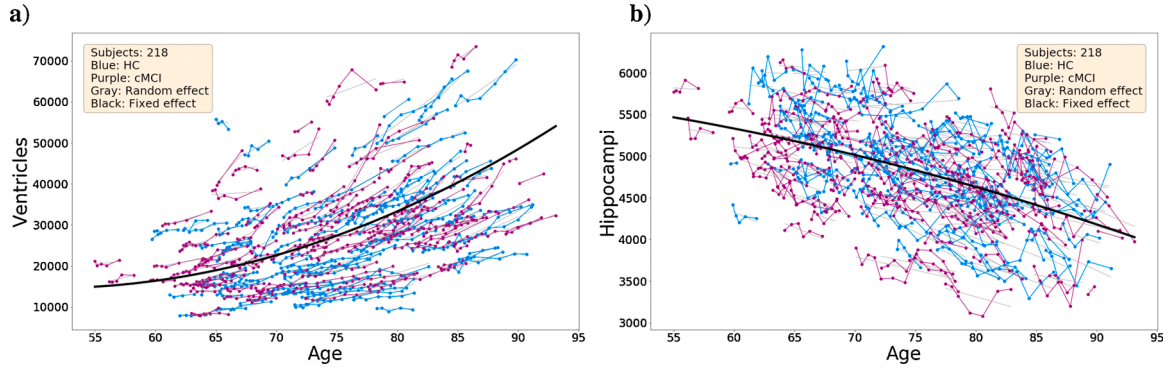 a)
Subjects: 218
Blue: HC
Purple: cMCI
Gray: Random effect
Black: Fixed effect
Ventricles
70000
60000
50000
40000
30000
20000
10000
55 60 65 70 75 80 85 90 95
Age
b)
Subjects: 218
Blue: HC
Purple: cMCI
Gray: Random effect
Black: Fixed effect
Hippocampi
6000
5500
5000
4500
4000
3500
3000
55 60 65 70 75 80 85 90 95
Age